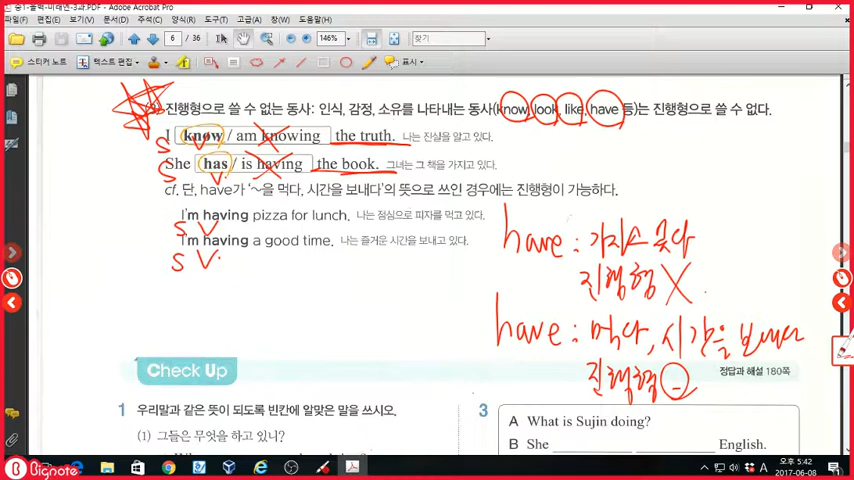 중1-올백-미래엔-3과.pdf - Adobe Acrobat Pro
파일(F) 편집(E) 보기(V) 문서(D) 주석(C) 양식(R) 도구(T) 고급(A) 창(W) 도움말(H)
6 / 36
146%
찾기
스티커 노트
텍스트 편집(E)
표시
진행형으로 쓸 수 없는 동사: 인식, 감정, 소유를 나타내는 동사(know, look, like, have 등)는 진행형으로 쓸 수 없다.
I know / am knowing the truth. 나는 진실을 알고 있다.
S V
She has / is having the book. 그녀는 그 책을 가지고 있다.
S V
cf. 단, have가 '~을 먹다, 시간을 보내다'의 뜻으로 쓰인 경우에는 진행형이 가능하다.
I'm having pizza for lunch. 나는 점심으로 피자를 먹고 있다.
S V
I'm having a good time. 나는 즐거운 시간을 보내고 있다.
S V
have : 가지고 있다
진행형 X
have : 먹다, 시간을 보내다
진행형
Check Up
정답과 해설 180쪽
1 우리말과 같은 뜻이 되도록 빈칸에 알맞은 말을 쓰시오.
(1) 그들은 무엇을 하고 있니?
3
A What is Sujin doing?
B She ________ ________ English.
Bignote
A
오후 5:42
2017-06-08